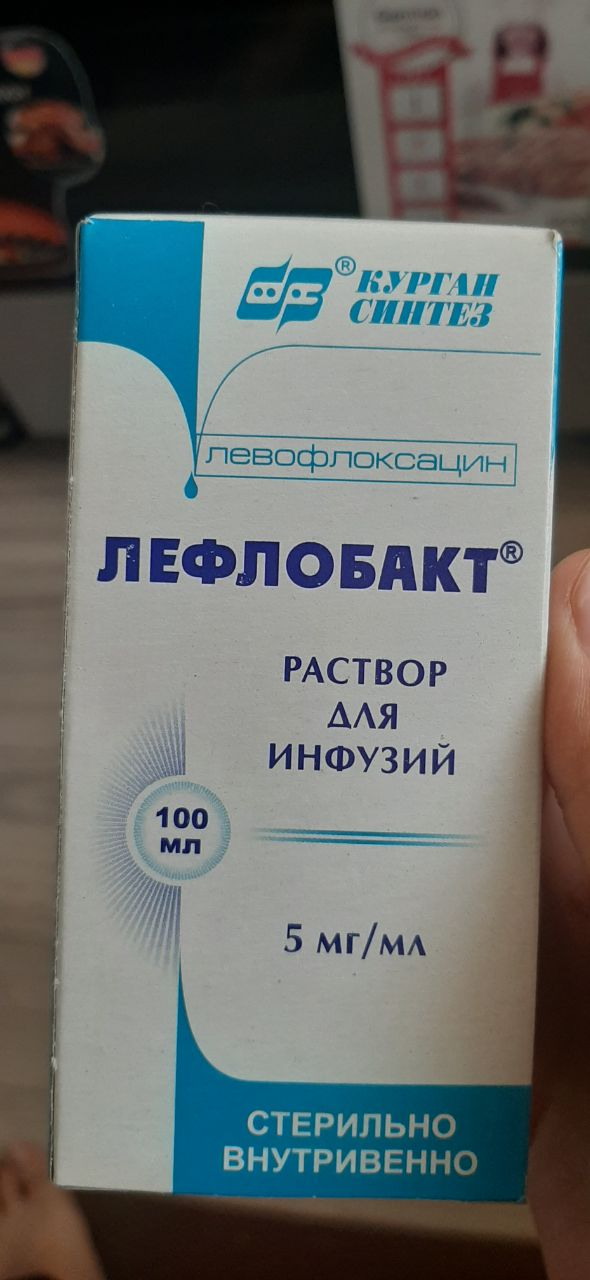 ® КУРГАН
СИНТЕЗ
левофлоксацин
ЛЕФЛОБАКТ®
РАСТВОР
ДЛЯ
ИНФУЗИЙ
100
мл
5 мг/мл
СТЕРИЛЬНО
ВНУТРИВЕННО